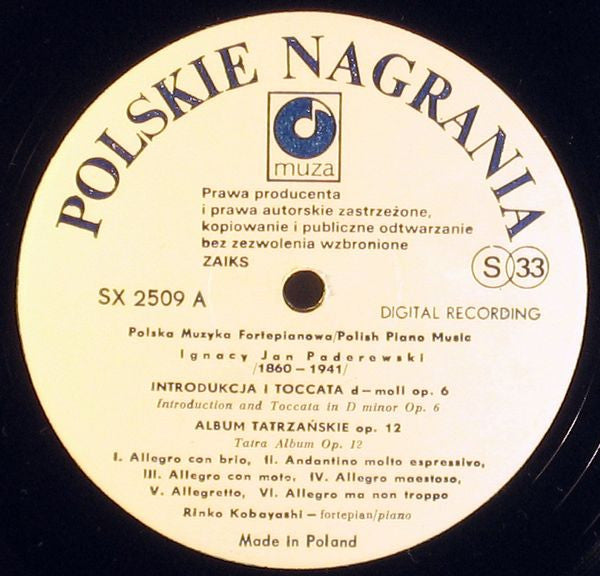 POLSKIE NAGRANIA
muza
Prawa producenta
i prawa autorskie zastrzeżone,
kopiowanie i publiczne odtwarzanie
bez zezwolenia wzbronione
ZAIKS
S 33
SX 2509 A
DIGITAL RECORDING
Polska Muzyka Fortepianowa/Polish Piano Music
Ignacy Jan Paderewski
/1860 – 1941/
INTRODUKCJA I TOCCATA d – moll op. 6
Introduction and Toccata in D minor Op. 6
ALBUM TATRZAŃSKIE op. 12
Tatra Album Op. 12
I. Allegro con brio, II. Andantino molto espressivo,
III. Allegro con moto, IV. Allegro maestoso,
V. Allegretto, VI. Allegro ma non troppo
Rinko Kobayashi – fortepian/piano
Made in Poland